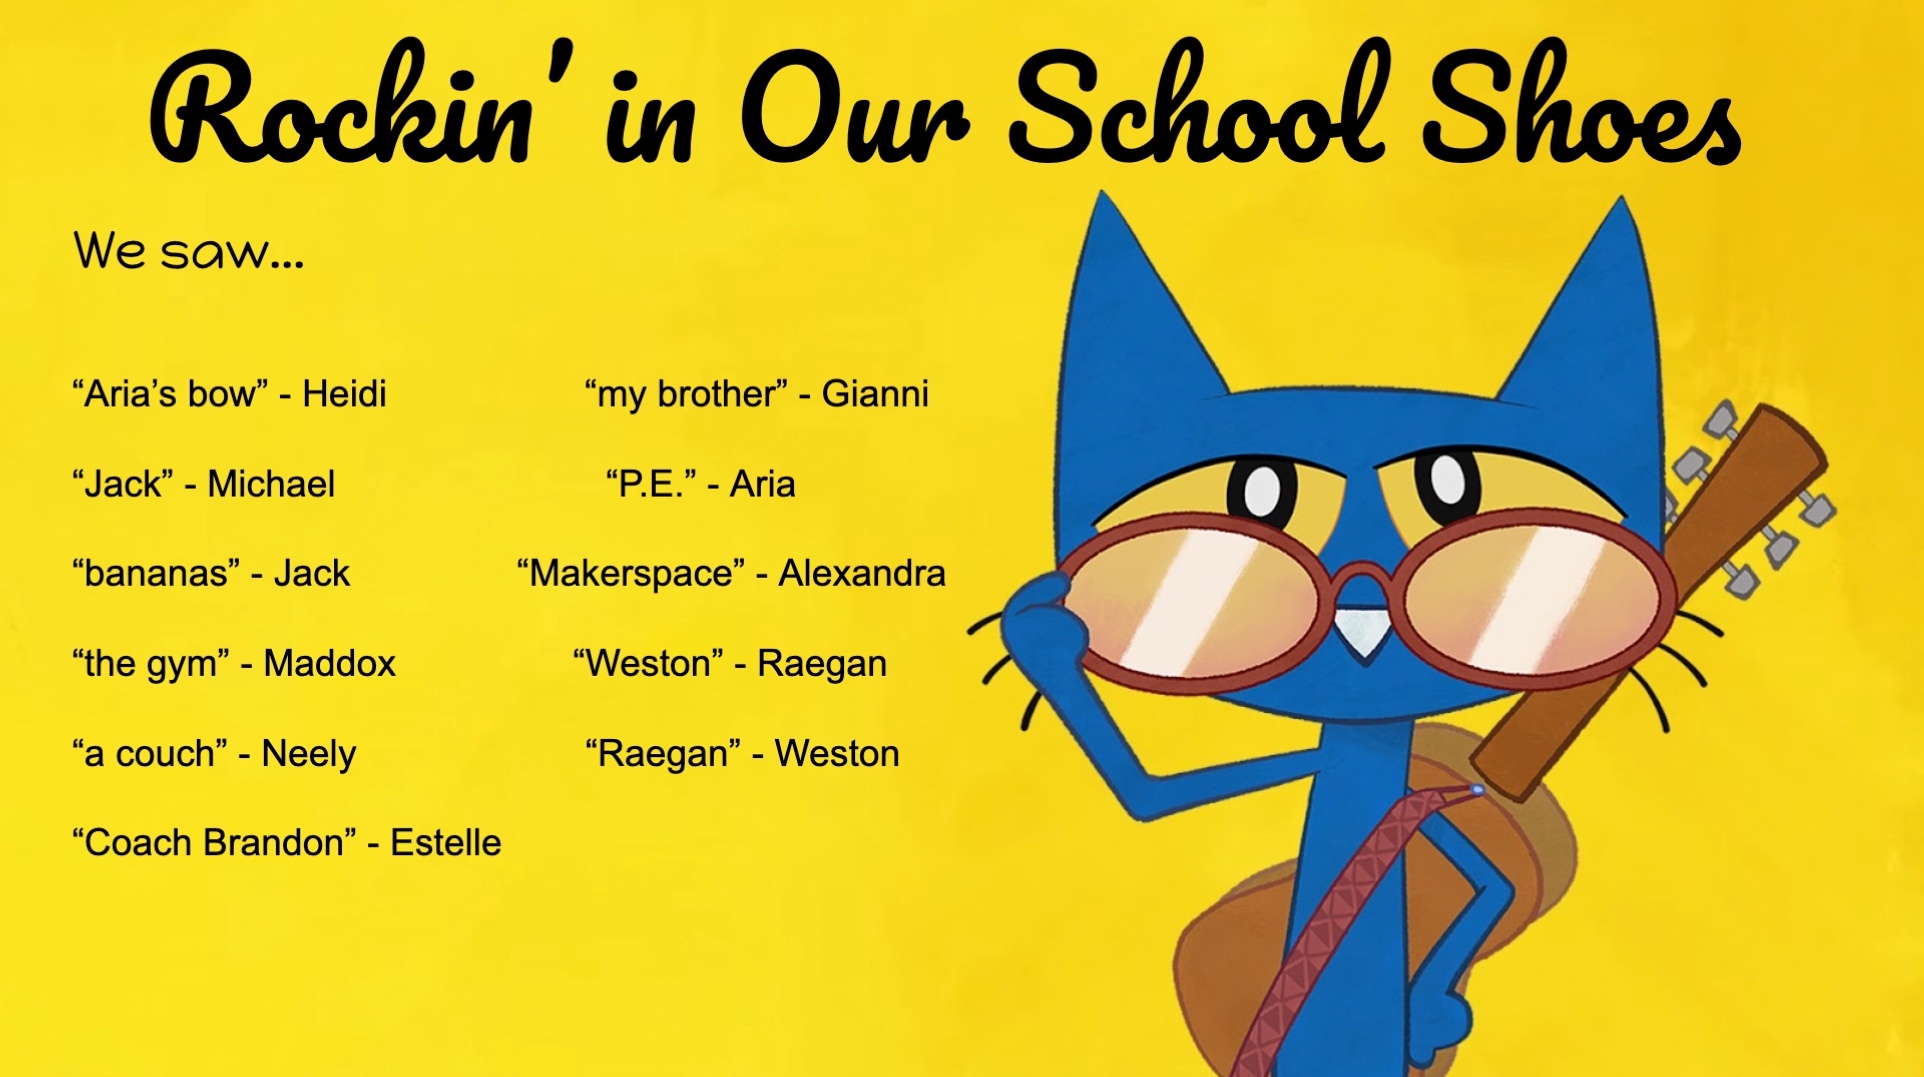 Rockin' in Our School Shoes
We saw...
“Aria’s bow” - Heidi
“Jack” - Michael
“bananas” - Jack
“the gym” - Maddox
“a couch” - Neely
“Coach Brandon” - Estelle
“my brother” - Gianni
“P.E.” - Aria
“Makerspace” - Alexandra
“Weston” - Raegan
“Raegan” - Weston